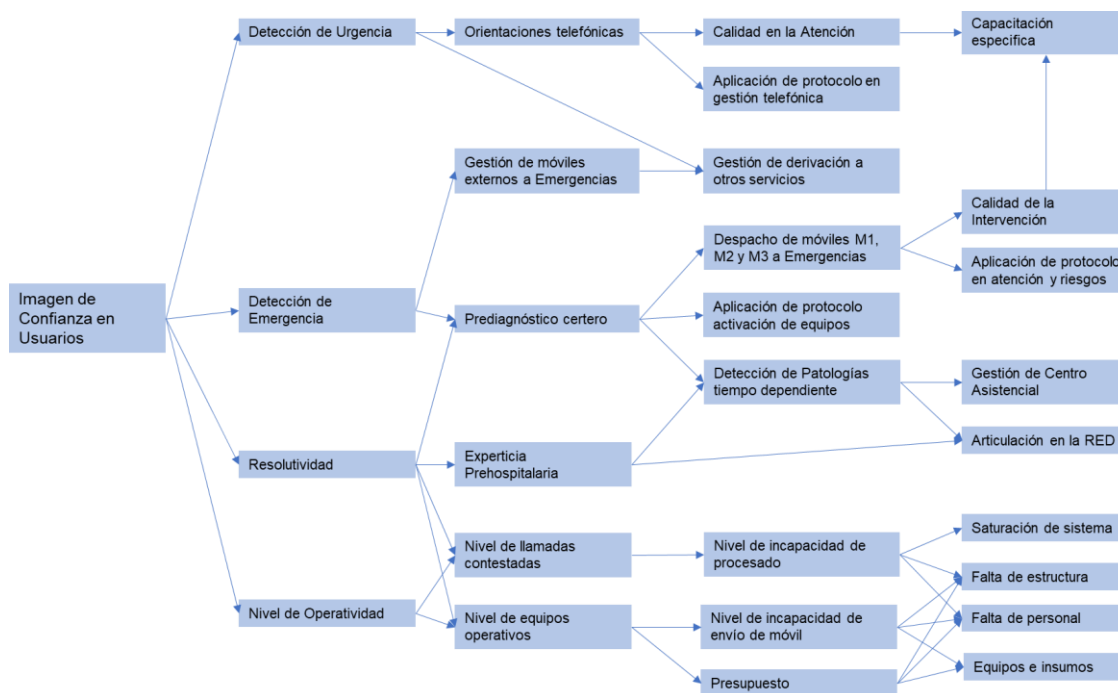 Detección de Urgencia
Orientaciones telefónicas
Calidad en la Atención
Capacitación
especifica
Aplicación de protocolo en
gestión telefónica
Gestión de móviles
externos a Emergencias
Gestión de derivación a
otros servicios
Calidad de la
Intervención
Despacho de móviles M1,
M2 y M3 a Emergencias
Aplicación de protocolo
en atención y riesgos
Imagen de
Confianza en
Usuarios
Detección de
Emergencia
Prediagnóstico certero
Aplicación de protocolo
activación de equipos
Detección de Patologías
tiempo dependiente
Gestión de Centro
Asistencial
Articulación en la RED
Resolutividad
Experticia
Prehospitalaria
Nivel de llamadas
contestadas
Nivel de incapacidad de
procesado
Saturación de sistema
Falta de estructura
Nivel de Operatividad
Nivel de equipos
operativos
Nivel de incapacidad de
envío de móvil
Falta de personal
Presupuesto
Equipos e insumos